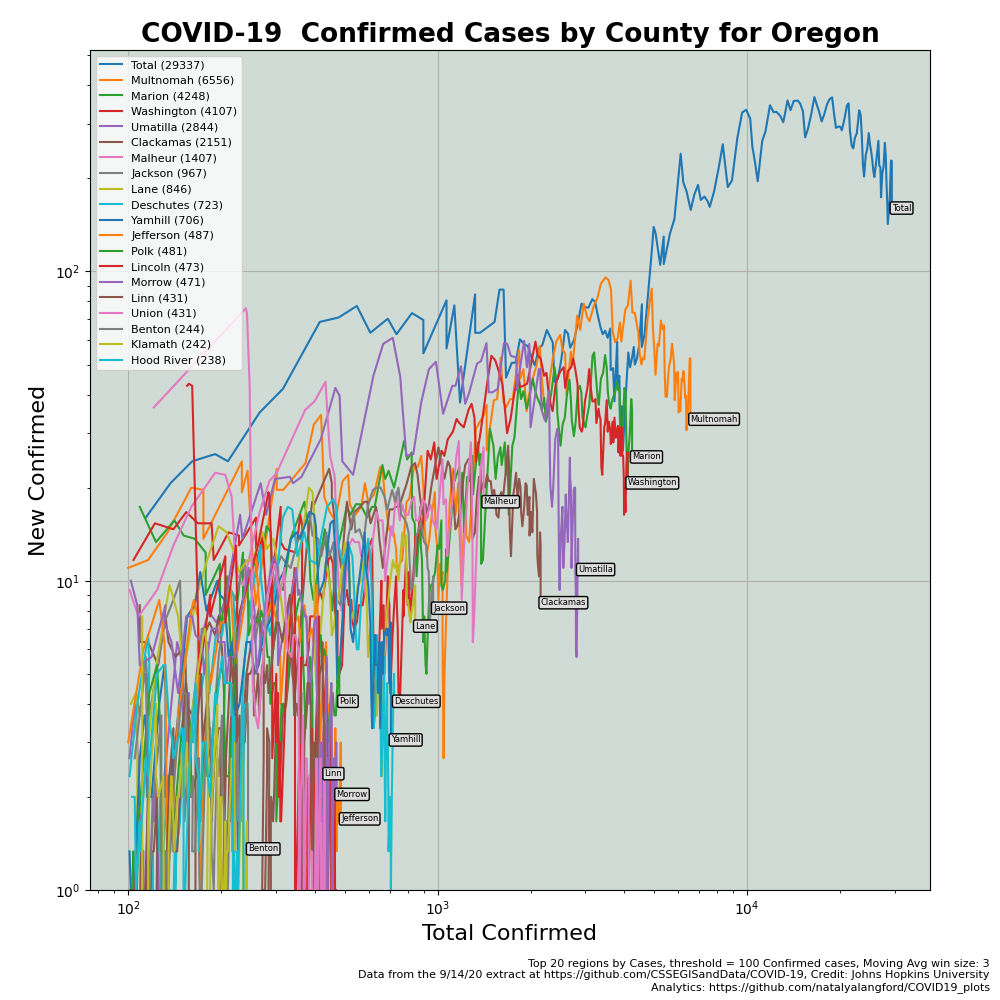 COVID-19  Confirmed Cases by County for Oregon
Total (29337)
Multnomah (6556)
Marion (4248)
Washington (4107)
Umatilla (2844)
Clackamas (2151)
Malheur (1407)
Jackson (967)
Lane (846)
Deschutes (723)
Yamhill (706)
Jefferson (487)
Polk (481)
Lincoln (473)
Morrow (471)
Linn (431)
Union (431)
Benton (244)
Klamath (242)
Hood River (238)
New Confirmed
10²
10¹
10⁰
Total
Multnomah
Marion
Washington
Malheur
Umatilla
Clackamas
Jackson
Lane
Polk
Deschutes
Yamhill
Linn
Morrow
Jefferson
Benton
10²
10³
10⁴
Total Confirmed
Top 20 regions by Cases, threshold = 100 Confirmed cases, Moving Avg win size: 3
Data from the 9/14/20 extract at https://github.com/CSSEGISandData/COVID-19, Credit: Johns Hopkins University
Analytics: https://github.com/natalyalangford/COVID19_plots